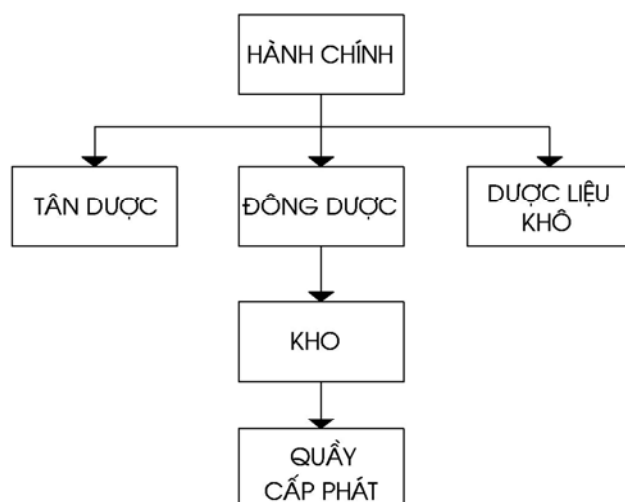 HÀNH CHÍNH
TÂN DƯỢC
ĐÔNG DƯỢC
DƯỢC LIỆU
KHÔ
KHO
QUẦY
CẤP PHÁT